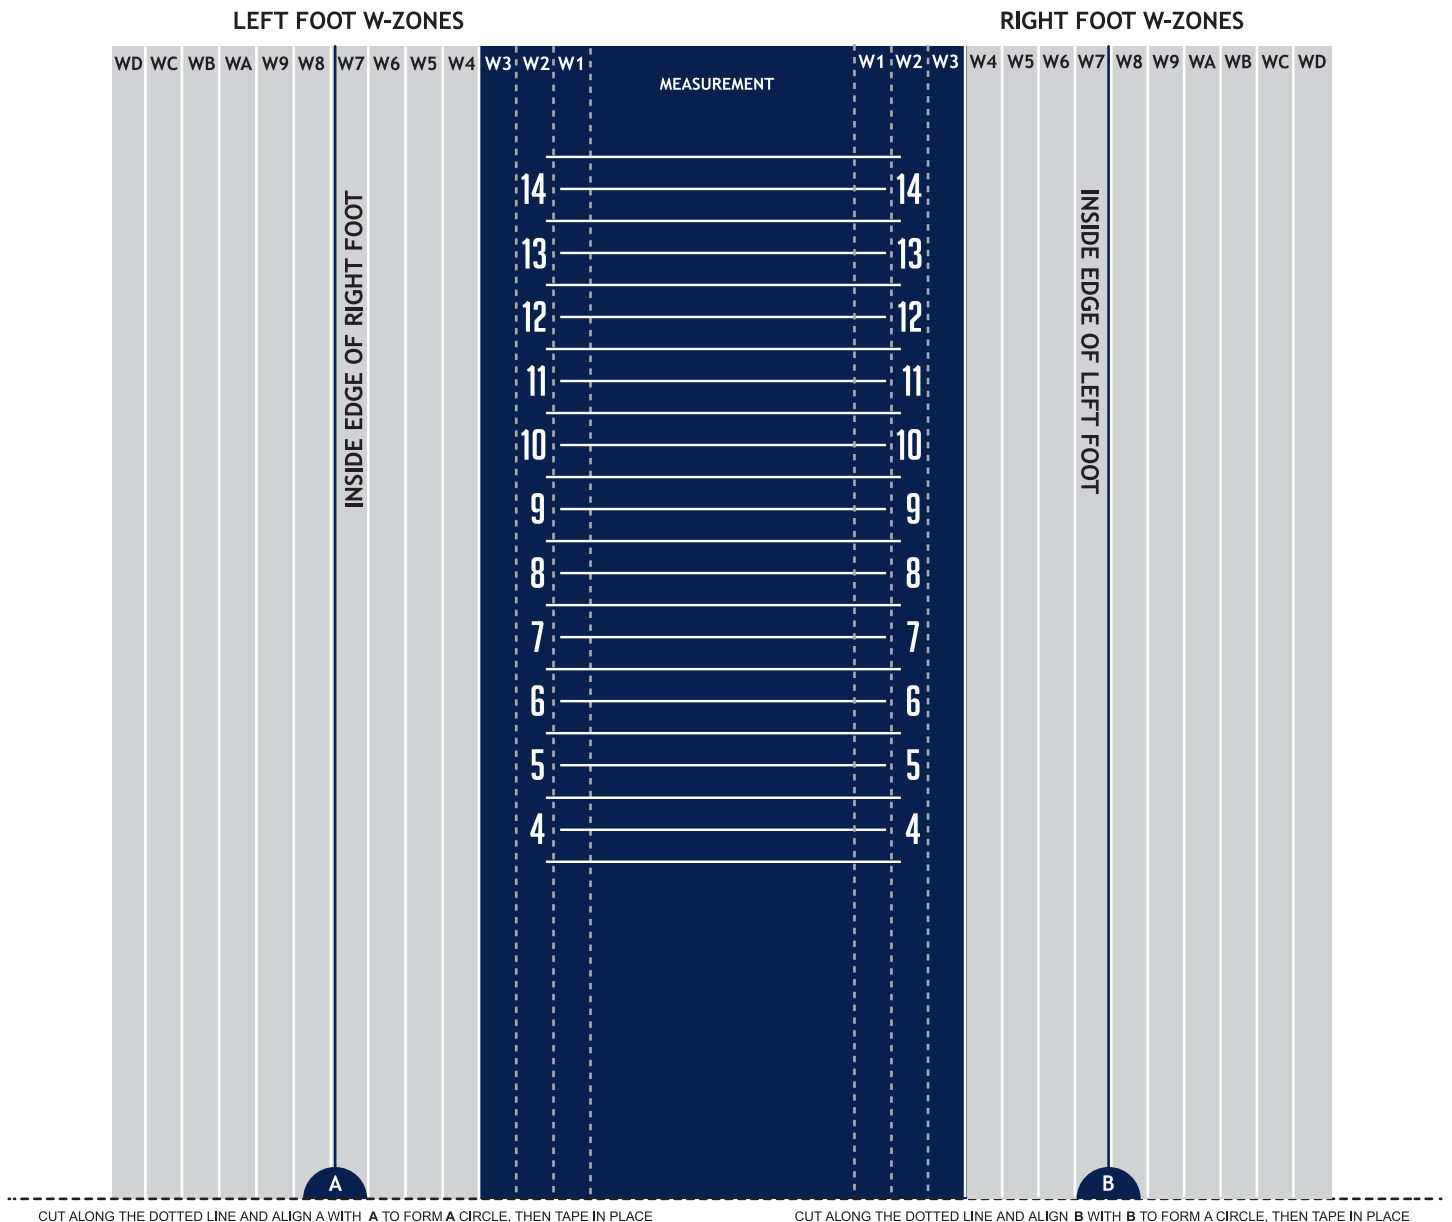 LEFT FOOT W-ZONES RIGHT FOOT W-ZONES
WD WC WB WA W9 W8 W7 W6 W5 W4 W3 W2 W1 W1 W2 W3 W4 W5 W6 W7 W8 W9 WA WB WC WD
MEASUREMENT
14 14
13 13
12 12
11 11
10 10
9 9
8 8
7 7
6 6
5 5
4 4
INSIDE EDGE OF RIGHT FOOT
INSIDE EDGE OF LEFT FOOT
A B
CUT ALONG THE DOTTED LINE AND ALIGN A WITH A TO FORM A CIRCLE, THEN TAPE IN PLACE
CUT ALONG THE DOTTED LINE AND ALIGN B WITH B TO FORM A CIRCLE, THEN TAPE IN PLACE